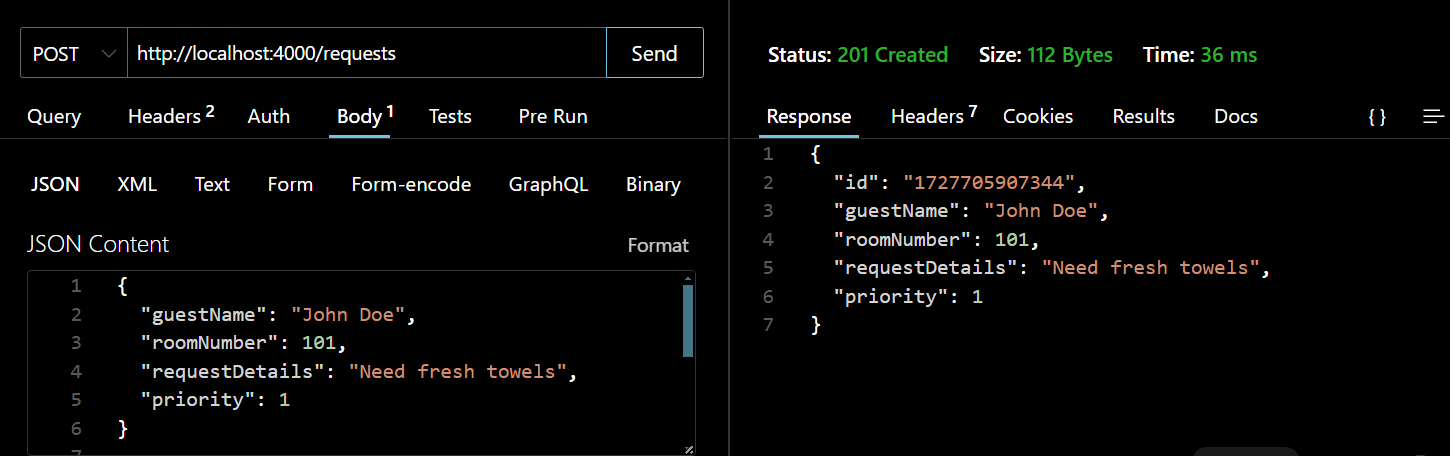 POST http://localhost:4000/requests Send
Query Headers 2 Auth Body 1 Tests Pre Run
JSON XML Text Form Form-encode GraphQL Binary
JSON Content Format
1 {
2 "guestName": "John Doe",
3 "roomNumber": 101,
4 "requestDetails": "Need fresh towels",
5 "priority": 1
6 }
Status: 201 Created Size: 112 Bytes Time: 36 ms
Response Headers 7 Cookies Results Docs { }
1 {
2 "id": "1727705907344",
3 "guestName": "John Doe",
4 "roomNumber": 101,
5 "requestDetails": "Need fresh towels",
6 "priority": 1
7 }